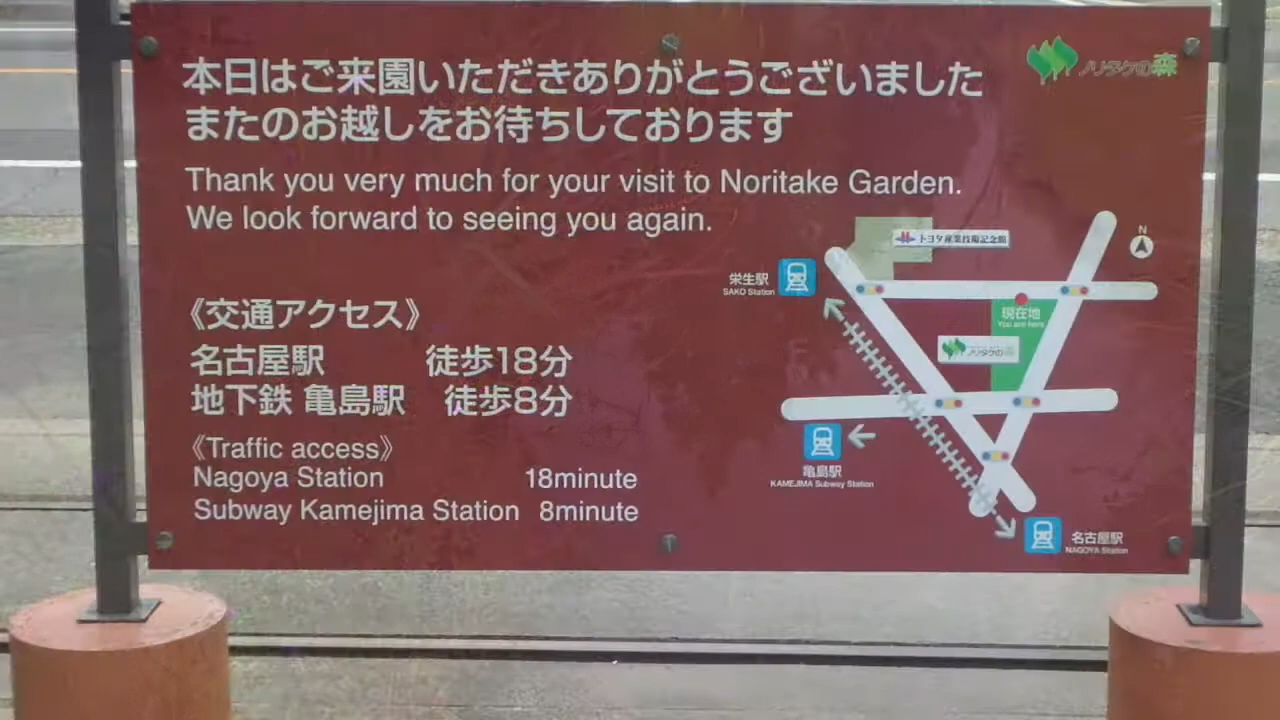 本日はご来園いただきありがとうございました
またのお越しをお待ちしております
Thank you very much for your visit to Noritake Garden.
We look forward to seeing you again.
ノリタケの森
《交通アクセス》
名古屋駅 徒歩18分
地下鉄 亀島駅 徒歩8分
《Traffic access》
Nagoya Station 18minute
Subway Kamejima Station 8minute
トヨタ産業技術記念館
N
栄生駅
SAKO Station
現在地
You are here
ノリタケの森
亀島駅
KAMEJIMA Subway Station
名古屋駅
NAGOYA Station